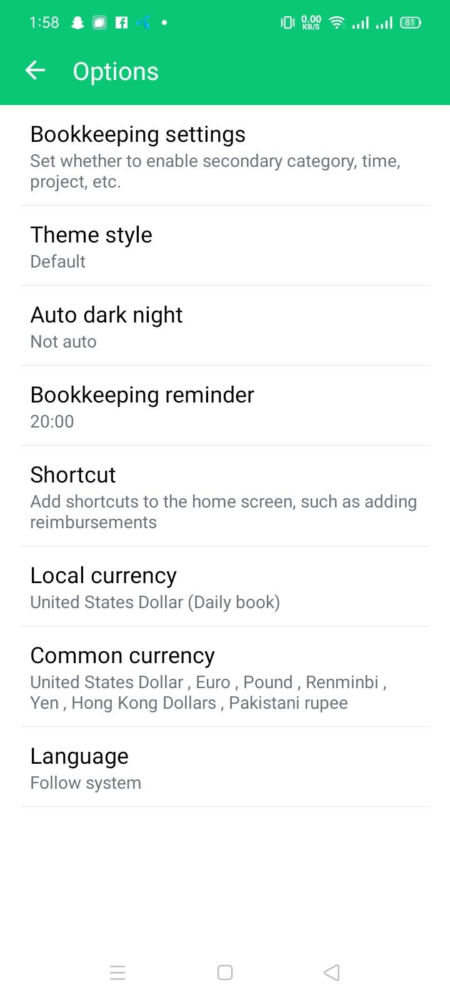 1:58
0.00
KB/S
81
Options
Bookkeeping settings
Set whether to enable secondary category, time,
project, etc.
Theme style
Default
Auto dark night
Not auto
Bookkeeping reminder
20:00
Shortcut
Add shortcuts to the home screen, such as adding
reimbursements
Local currency
United States Dollar (Daily book)
Common currency
United States Dollar , Euro , Pound , Renminbi ,
Yen , Hong Kong Dollars , Pakistani rupee
Language
Follow system